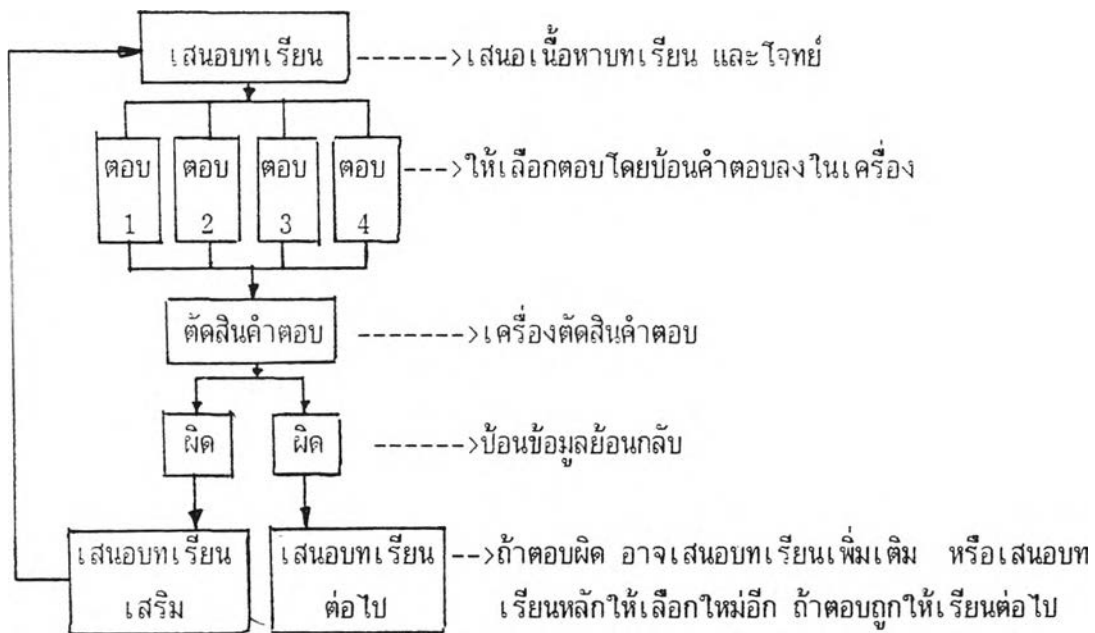 เสนอบทเรียน ------>เสนอเนื้อหาบทเรียน และโจทย์
ตอบ ตอบ ตอบ ตอบ ---->ให้เลือกตอบโดยป้อนคำตอบลงในเครื่อง
1 2 3 4
ตัดสินคำตอบ ------->เครื่องตัดสินคำตอบ
ผิด ผิด ------>ป้อนข้อมูลย้อนกลับ
เสนอบทเรียน เสนอบทเรียน -->ถ้าตอบผิด อาจเสนอบทเรียนเพิ่มเติม หรือเสนอบท
เสริม ต่อไป เรียนหลักให้เลือกใหม่อีก ถ้าตอบถูกให้เรียนต่อไป